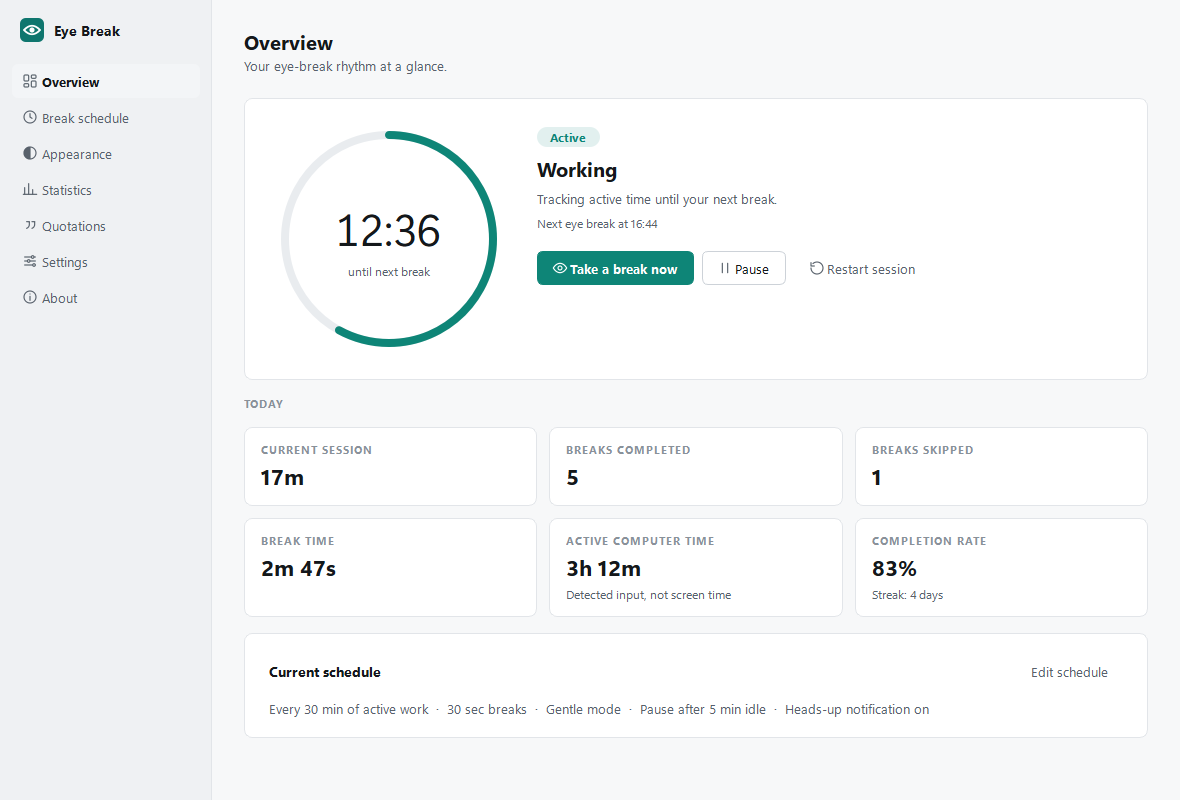 Eye Break
Overview
Break schedule
Appearance
Statistics
Quotations
Settings
About
Overview
Your eye-break rhythm at a glance.
12:36
until next break
Active
Working
Tracking active time until your next break.
Next eye break at 16:44
Take a break now
Pause
Restart session
TODAY
CURRENT SESSION
17m
BREAKS COMPLETED
5
BREAKS SKIPPED
1
BREAK TIME
2m 47s
ACTIVE COMPUTER TIME
3h 12m
Detected input, not screen time
COMPLETION RATE
83%
Streak: 4 days
Current schedule
Edit schedule
Every 30 min of active work · 30 sec breaks · Gentle mode · Pause after 5 min idle · Heads-up notification on